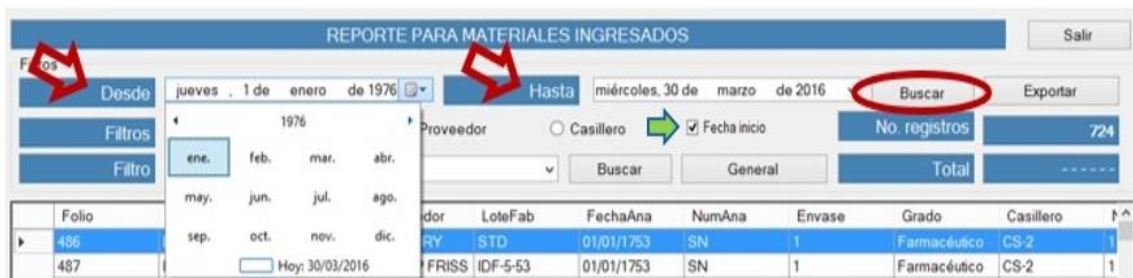 REPORTE PARA MATERIALES INGRESADOS Salir
Desde jueves , 1 de enero de 1976 Hasta miércoles, 30 de marzo de 2016 Buscar Exportar
Filtros Proveedor Casillero Fecha inicio No. registros 724
Filtro Buscar General Total ------
1976
ene. feb. mar. abr.
may. jun. jul. ago.
sep. oct. nov. dic.
Hoy: 30/03/2016
Folio dor LoteFab FechaAna NumAna Envase Grado Casillero
486 RY STD 01/01/1753 SN 1 Farmacéutico CS-2 1
487 FRISS IDF-5-53 01/01/1753 SN 1 Farmacéutico CS-2 1